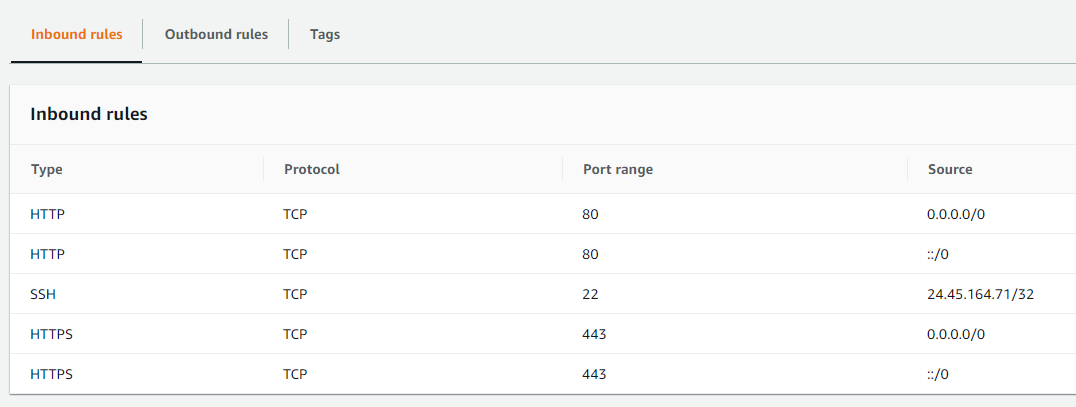 Inbound rules Outbound rules Tags
Inbound rules
Type Protocol Port range Source
HTTP TCP 80 0.0.0.0/0
HTTP TCP 80 ::/0
SSH TCP 22 24.45.164.71/32
HTTPS TCP 443 0.0.0.0/0
HTTPS TCP 443 ::/0